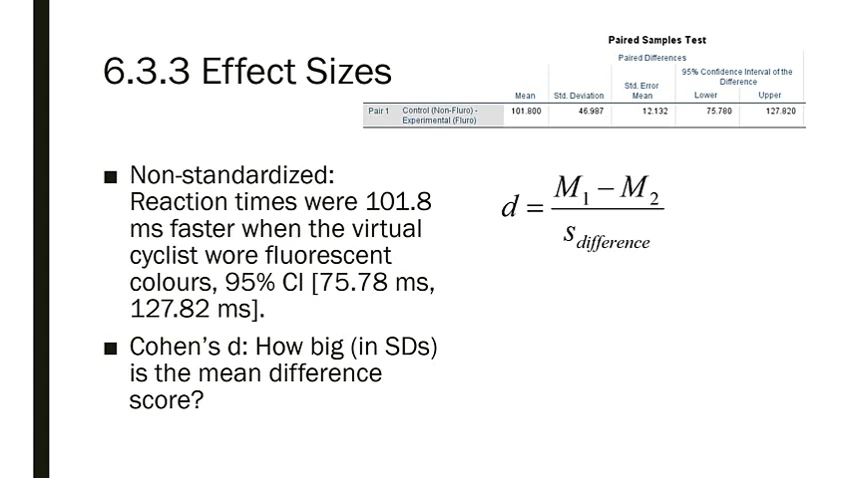 Paired Samples Test
Paired Differences
6.3.3 Effect Sizes
95% Confidence Interval of the
Difference
Std. Error
Mean Std. Deviation Mean Lower Upper
Pair 1 Control (Non-Fluro) - 101.800 46.987 12.132 75.780 127.820
Experimental (Fluro)
■ Non-standardized:
Reaction times were 101.8
ms faster when the virtual
cyclist wore fluorescent
colours, 95% CI [75.78 ms,
127.82 ms].
■ Cohen's d: How big (in SDs)
is the mean difference
score?
d = (M₁ − M₂) / s_difference